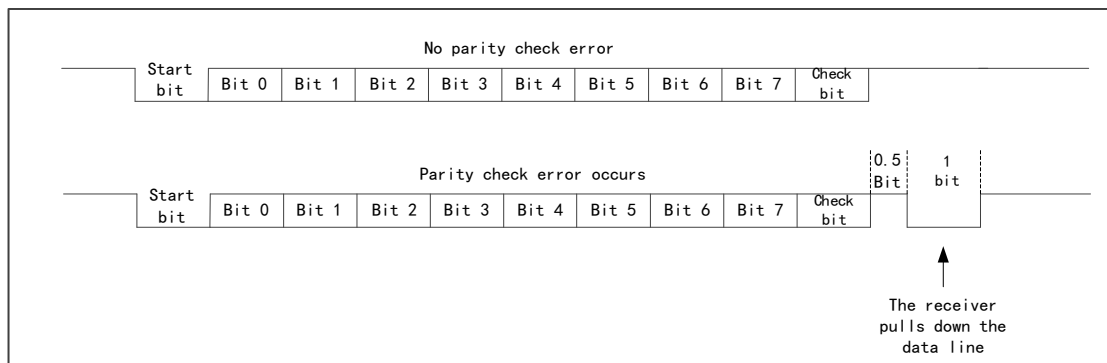 No parity check error
Start
bit
Bit 0 Bit 1 Bit 2 Bit 3 Bit 4 Bit 5 Bit 6 Bit 7
Check
bit
Parity check error occurs
0.5
Bit
1
bit
Start
bit
Bit 0 Bit 1 Bit 2 Bit 3 Bit 4 Bit 5 Bit 6 Bit 7
Check
bit
The receiver
pulls down the
data line